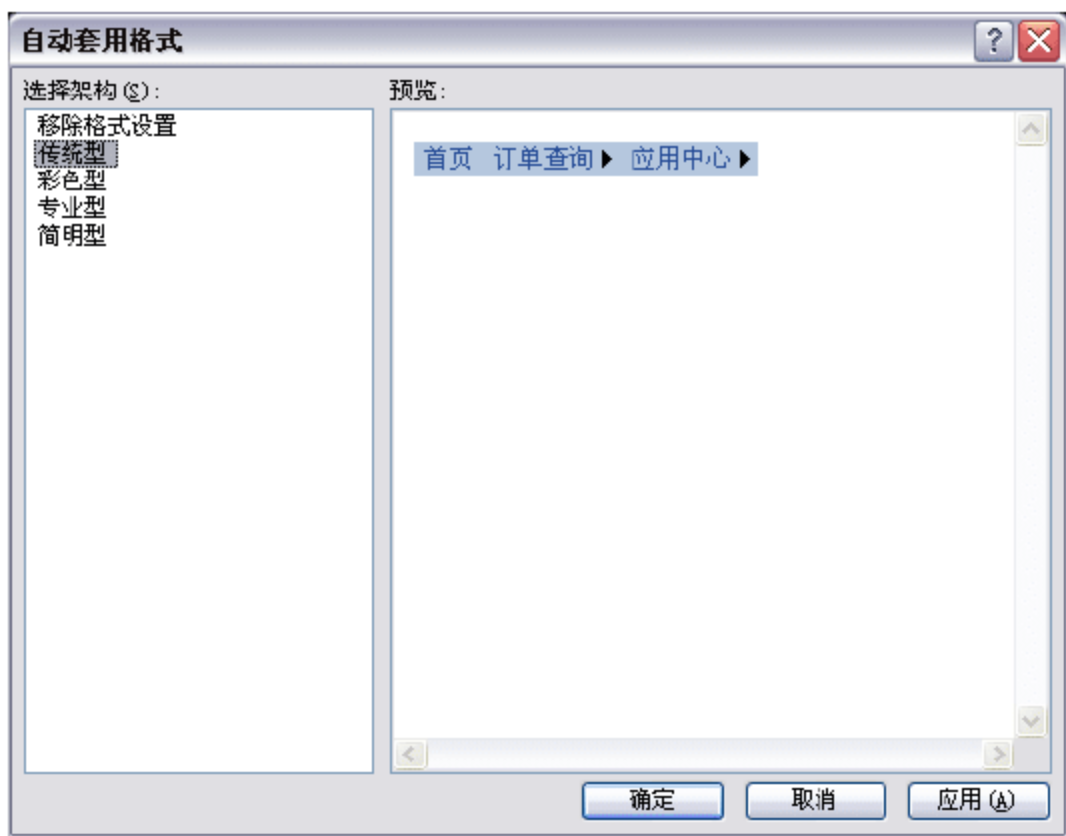 自动套用格式
选择架构(S):
移除格式设置
传统型
彩色型
专业型
简明型
预览:
首页 订单查询 应用中心
确定 取消 应用(A)